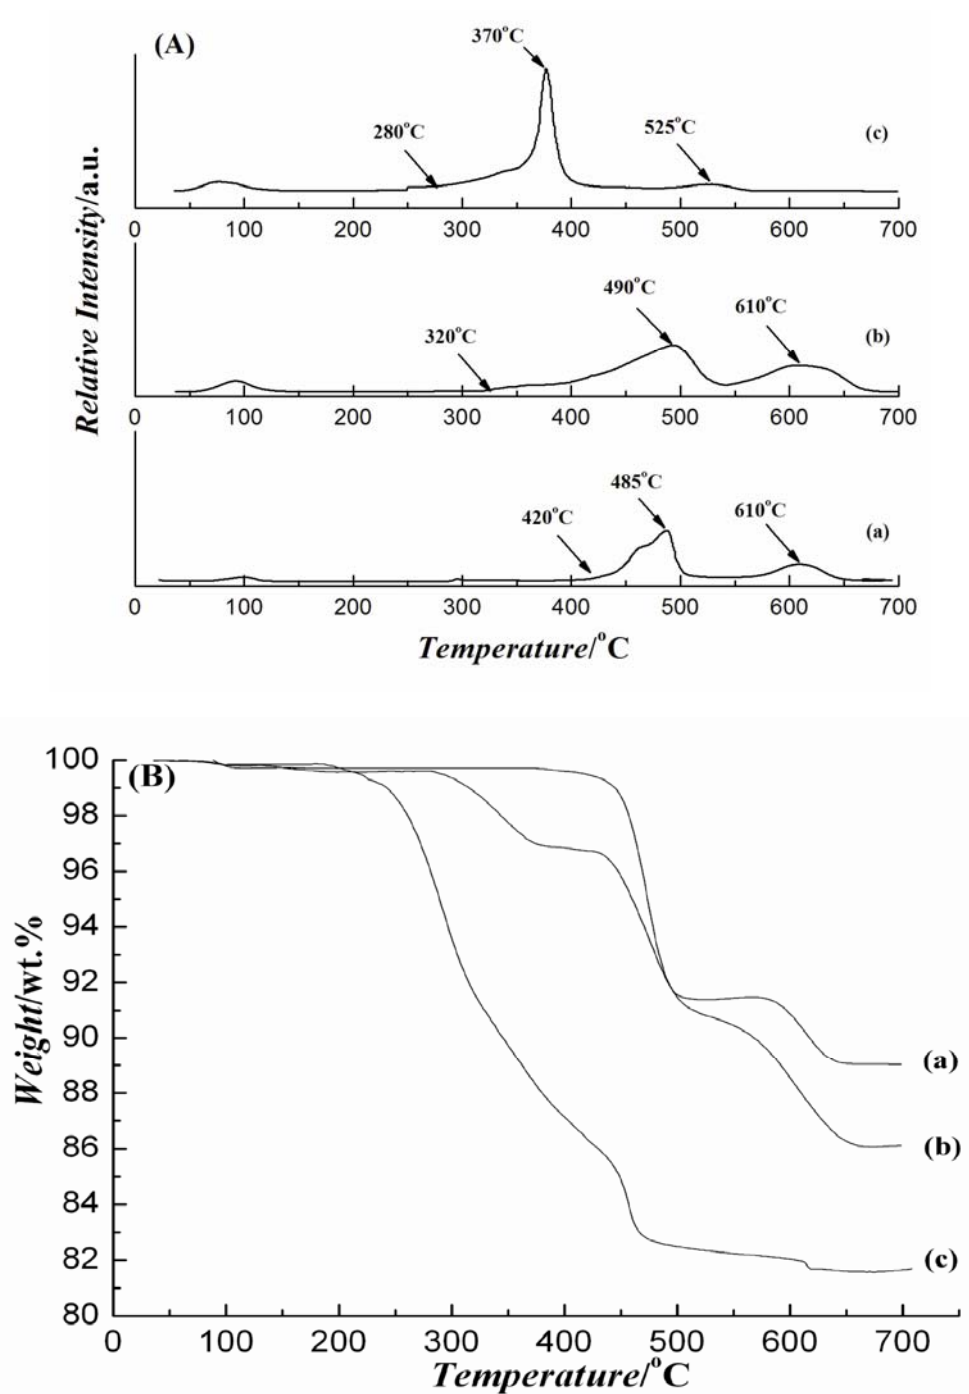 (A)
370°C
280°C
525°C
(c)
0 100 200 300 400 500 600 700
490°C
610°C
320°C
(b)
0 100 200 300 400 500 600 700
485°C
420°C
610°C
(a)
0 100 200 300 400 500 600 700
Relative Intensity/a.u.
Temperature/°C
(B)
100
98
96
94
92
90
88
86
84
82
80
(a)
(b)
(c)
0 100 200 300 400 500 600 700
Weight/wt.%
Temperature/°C